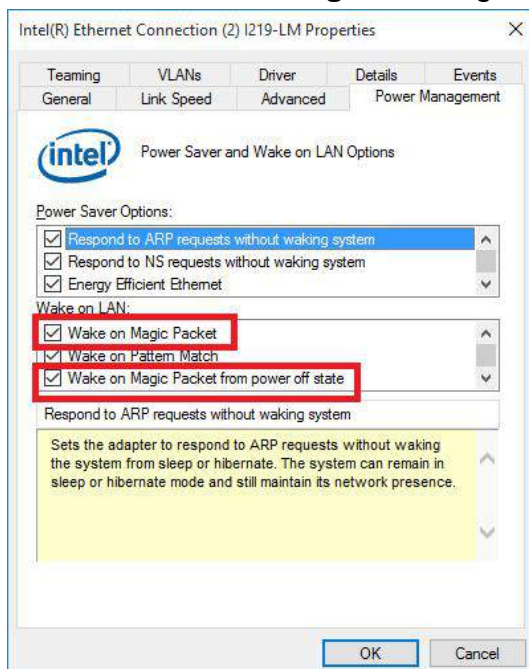 Intel(R) Ethernet Connection (2) I219-LM Properties
Teaming VLANs Driver Details Events
General Link Speed Advanced Power Management
intel Power Saver and Wake on LAN Options
Power Saver Options:
Respond to ARP requests without waking system
Respond to NS requests without waking system
Energy Efficient Ethernet
Wake on LAN:
Wake on Magic Packet
Wake on Pattern Match
Wake on Magic Packet from power off state
Respond to ARP requests without waking system
Sets the adapter to respond to ARP requests without waking
the system from sleep or hibernate. The system can remain in
sleep or hibernate mode and still maintain its network presence.
OK Cancel